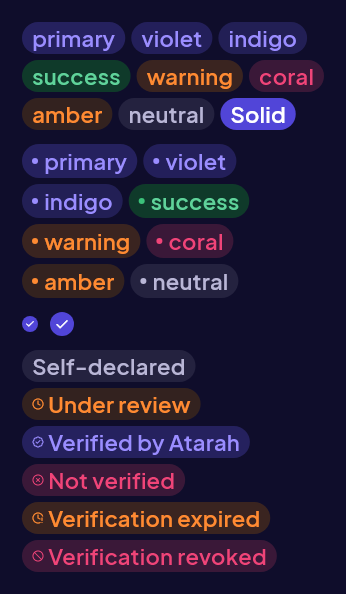 primary violet indigo
success warning coral
amber neutral Solid
• primary • violet
• indigo • success
• warning • coral
• amber • neutral
Self-declared
Under review
Verified by Atarah
Not verified
Verification expired
Verification revoked